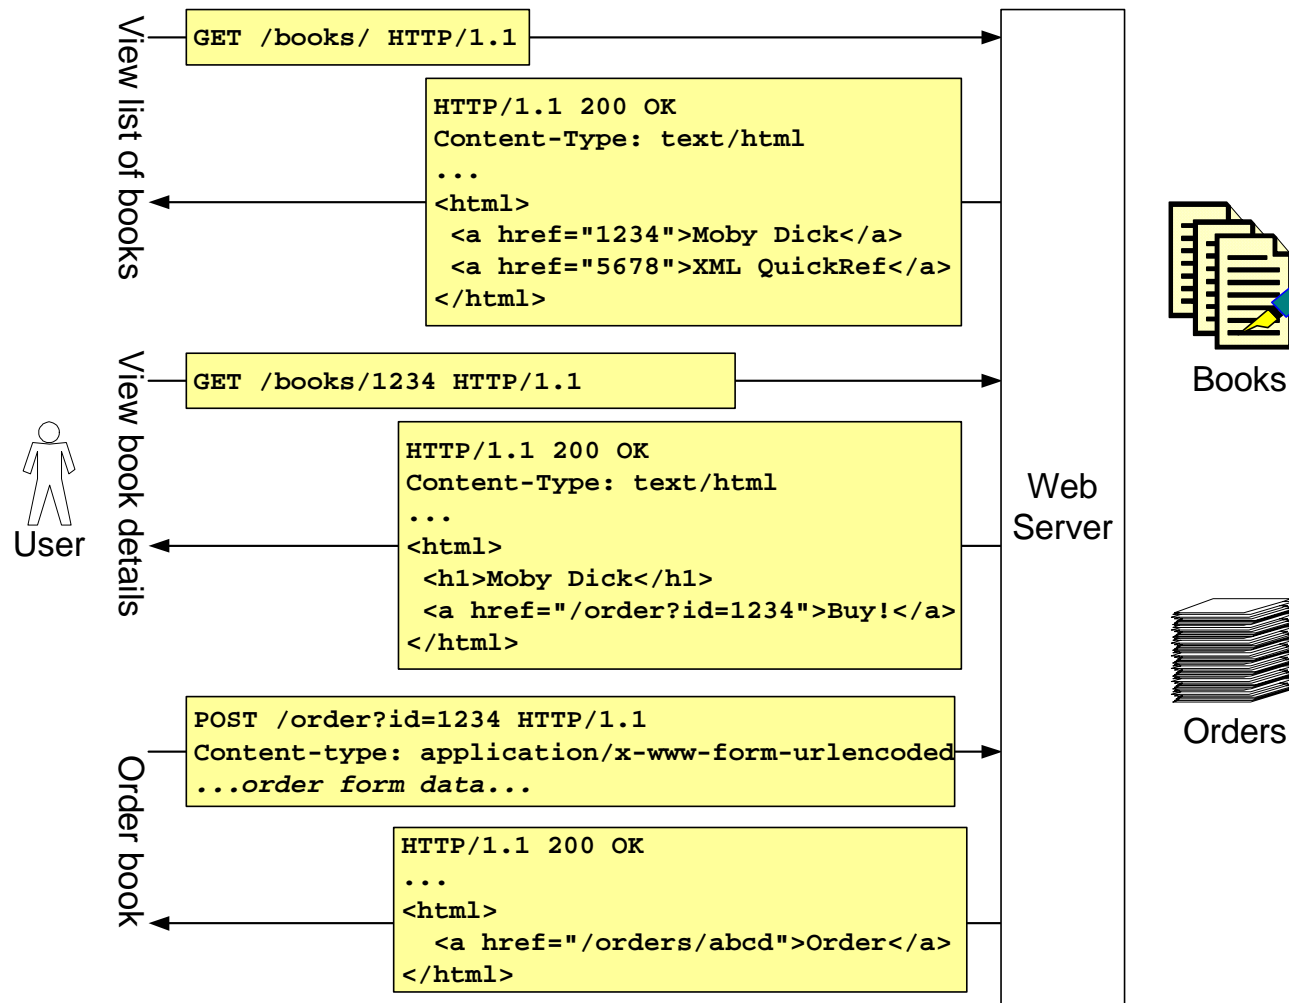 View list of books
GET /books/ HTTP/1.1
HTTP/1.1 200 OK
Content-Type: text/html
...
<html>
 <a href="1234">Moby Dick</a>
 <a href="5678">XML QuickRef</a>
</html>
Books
View book details
GET /books/1234 HTTP/1.1
HTTP/1.1 200 OK
Content-Type: text/html
...
<html>
 <h1>Moby Dick</h1>
 <a href="/order?id=1234">Buy!</a>
</html>
User
Web
Server
Order book
POST /order?id=1234 HTTP/1.1
Content-type: application/x-www-form-urlencoded
...order form data...
Orders
HTTP/1.1 200 OK
...
<html>
  <a href="/orders/abcd">Order</a>
</html>